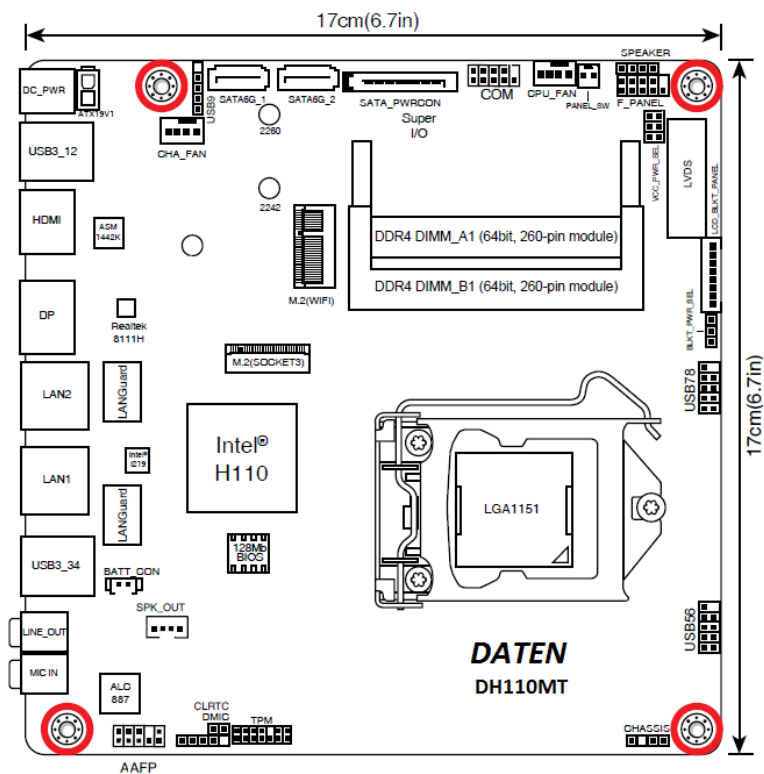 17cm(6.7in)
SPEAKER
DC_PWR
ATX19V1
USB9
SATA6G_1
SATA6G_2
SATA_PWRCON
COM
CPU_FAN
PANEL_SW
F_PANEL
Super
I/O
CHA_FAN
2260
VCC_PWR_SEL
LVDS
LCD_BLKT_PANEL
USB3_12
2242
HDMI
ASM
1442K
DDR4 DIMM_A1 (64bit, 260-pin module)
DDR4 DIMM_B1 (64bit, 260-pin module)
M.2(WIFI)
DP
Realtek
8111H
BLKT_PWR_SEL
M.2(SOCKET3)
LAN2
LANGuard
USB78
17cm(6.7in)
Intel®
H110
LAN1
Intel®
I219
LGA1151
LANGuard
128Mb
BIOS
USB3_34
BATT_CON
SPK_OUT
USB56
LINE_OUT
DATEN
MIC IN
DH110MT
ALC
887
CLRTC
DMIC
TPM
CHASSIS
AAFP